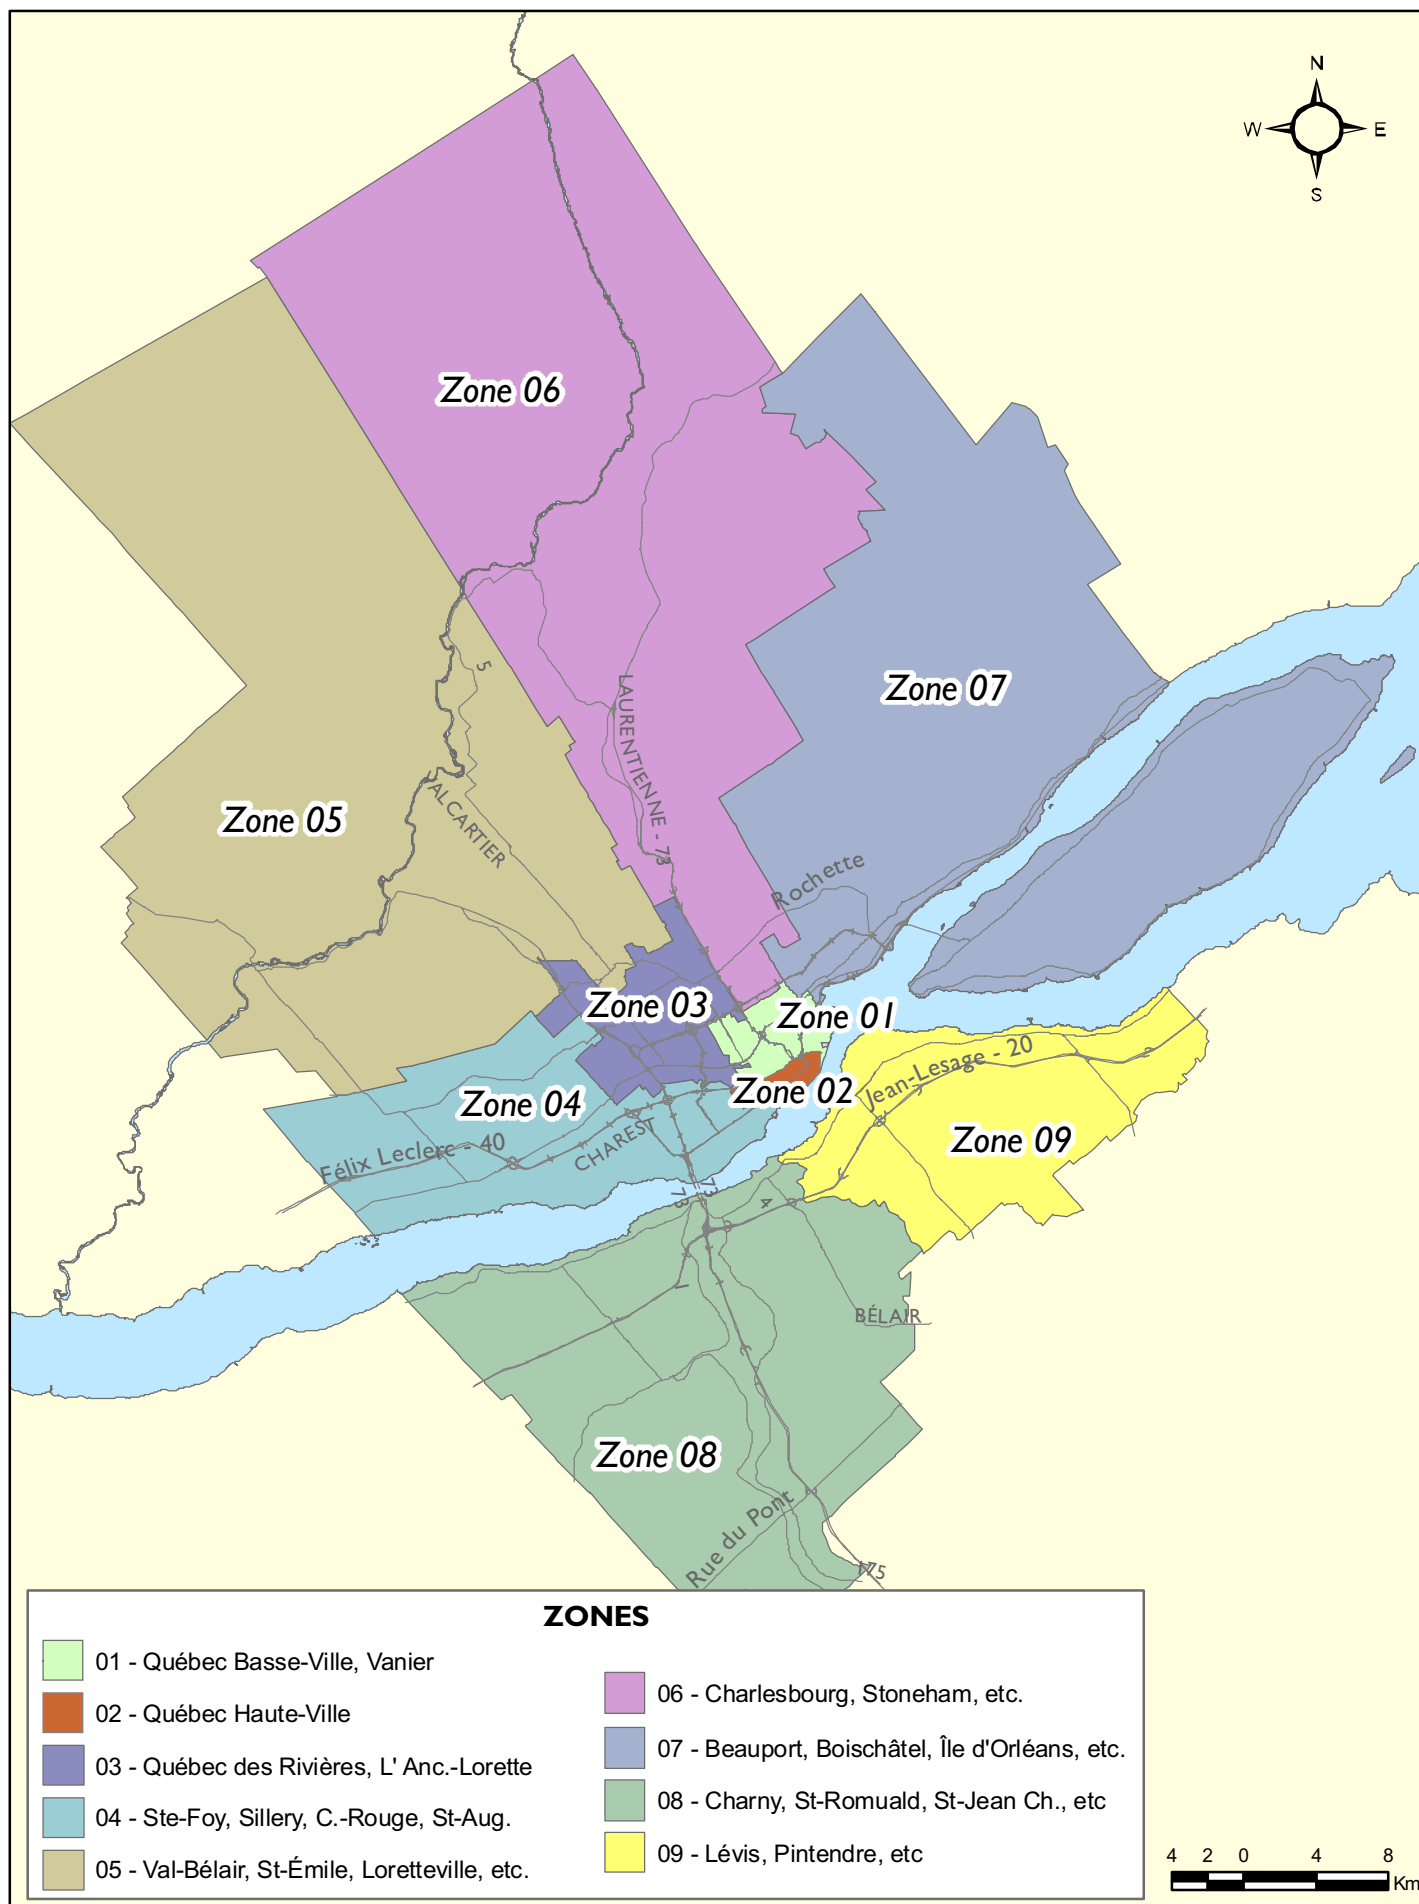 N
W E
S
Zone 06
Zone 07
5
LAURENTIENNE - 73
Zone 05
VALCARTIER
Rochette
Zone 03
Zone 01
Zone 02
Jean-Lesage - 20
Zone 04
Zone 09
Félix Leclerc - 40
CHAREST
73
73
4
BÉLAIR
Zone 08
Rue du Pont
175
ZONES
01 - Québec Basse-Ville, Vanier
02 - Québec Haute-Ville
03 - Québec des Rivières, L' Anc.-Lorette
04 - Ste-Foy, Sillery, C.-Rouge, St-Aug.
05 - Val-Bélair, St-Émile, Loretteville, etc.
06 - Charlesbourg, Stoneham, etc.
07 - Beauport, Boischâtel, Île d'Orléans, etc.
08 - Charny, St-Romuald, St-Jean Ch., etc
09 - Lévis, Pintendre, etc
4 2 0 4 8
Km